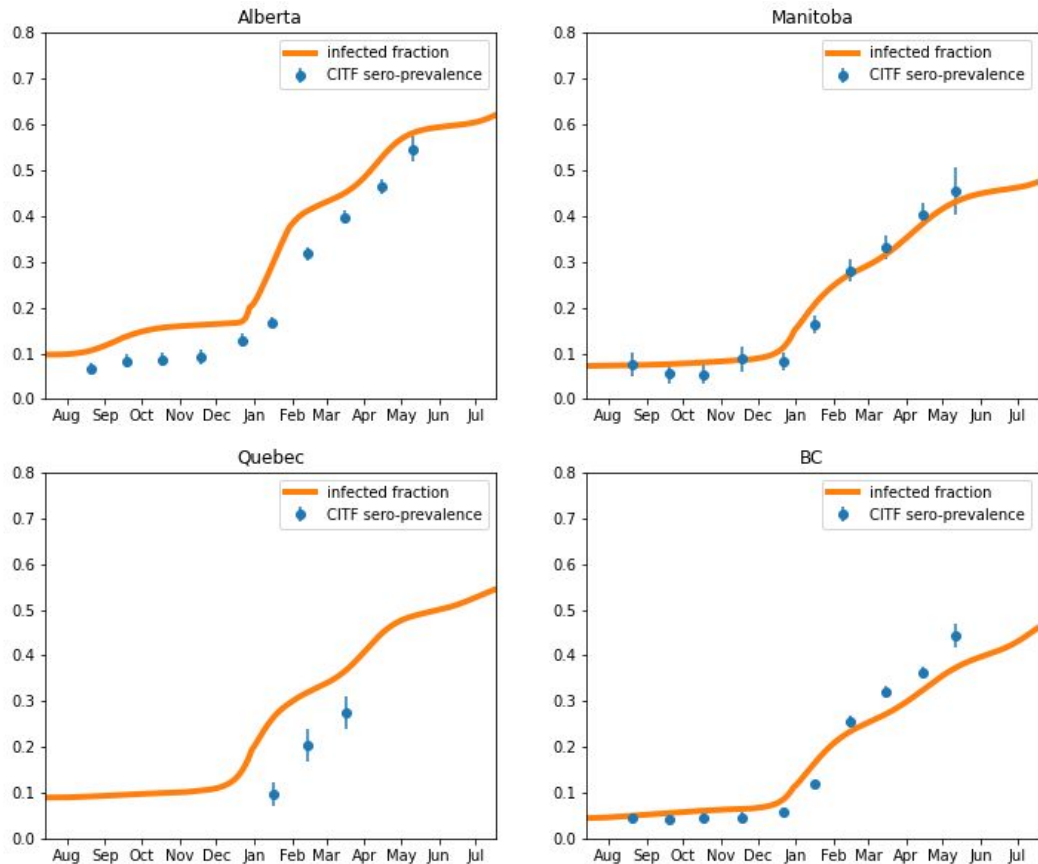 Alberta
0.8
0.7
0.6
0.5
0.4
0.3
0.2
0.1
0.0
infected fraction
CITF sero-prevalence
Aug Sep Oct Nov Dec Jan Feb Mar Apr May Jun Jul
Manitoba
0.8
0.7
0.6
0.5
0.4
0.3
0.2
0.1
0.0
infected fraction
CITF sero-prevalence
Aug Sep Oct Nov Dec Jan Feb Mar Apr May Jun Jul
Quebec
0.8
0.7
0.6
0.5
0.4
0.3
0.2
0.1
0.0
infected fraction
CITF sero-prevalence
Aug Sep Oct Nov Dec Jan Feb Mar Apr May Jun Jul
BC
0.8
0.7
0.6
0.5
0.4
0.3
0.2
0.1
0.0
infected fraction
CITF sero-prevalence
Aug Sep Oct Nov Dec Jan Feb Mar Apr May Jun Jul